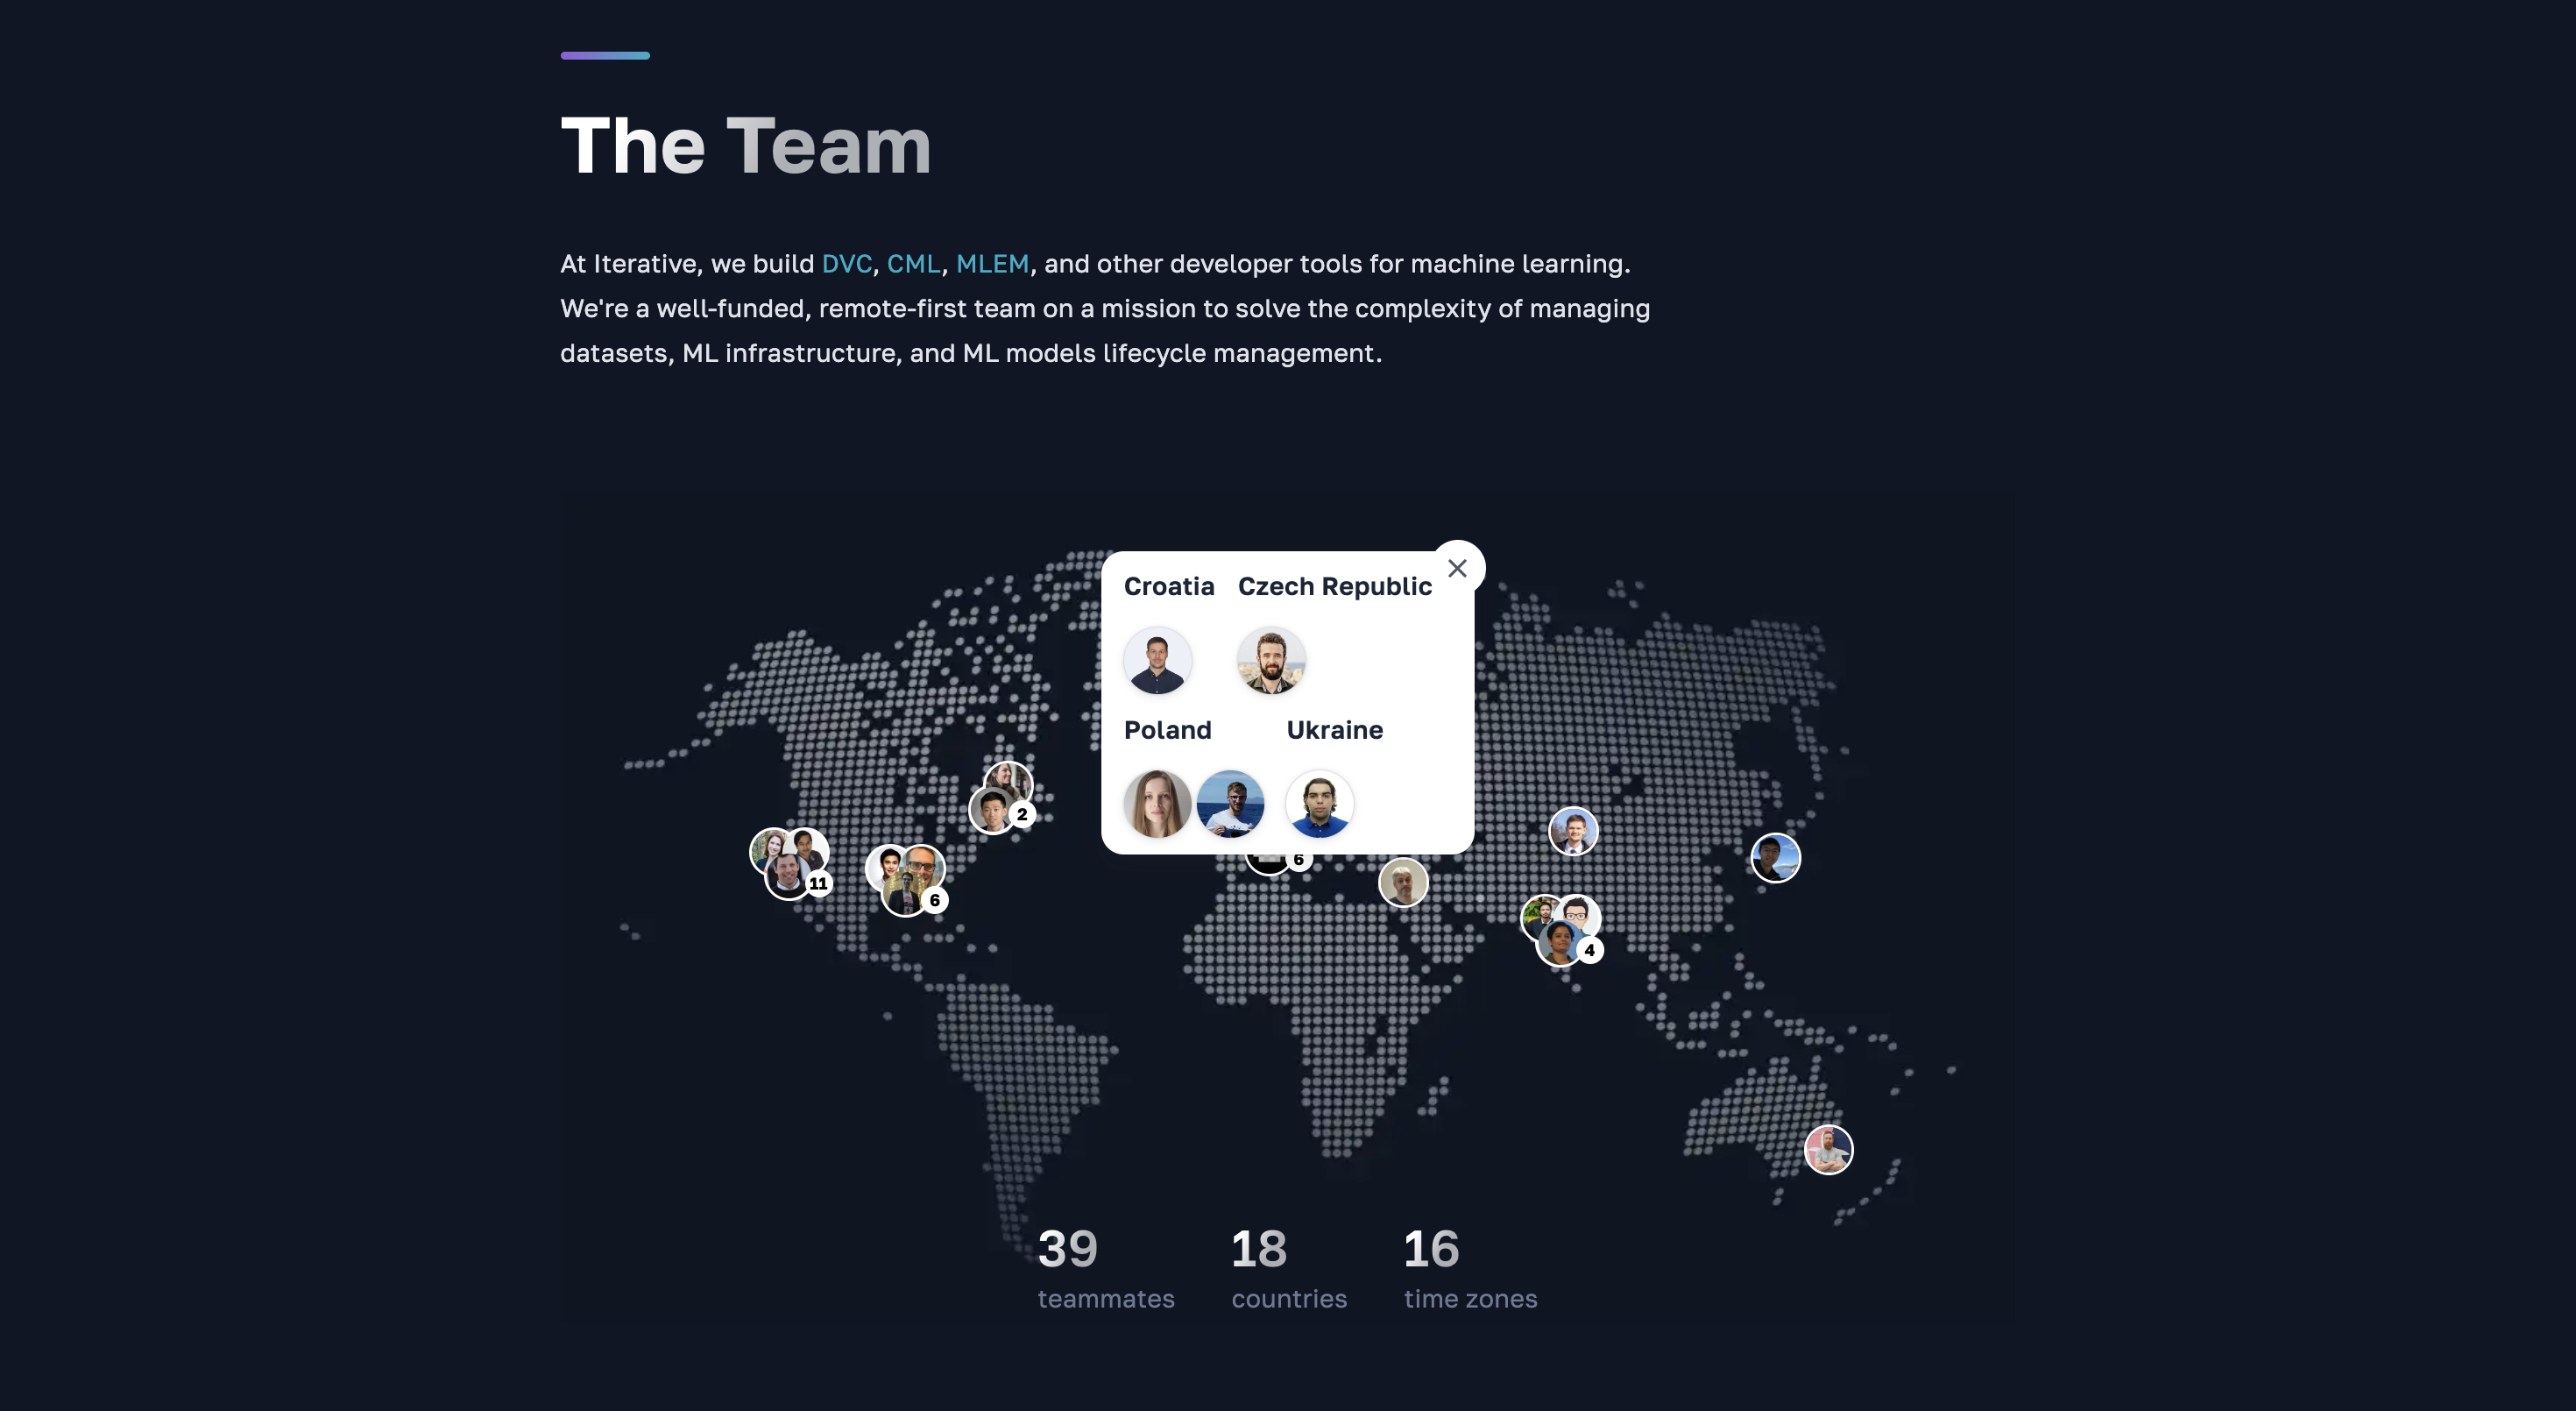 The Team
At Iterative, we build DVC, CML, MLEM, and other developer tools for machine learning.
We're a well-funded, remote-first team on a mission to solve the complexity of managing
datasets, ML infrastructure, and ML models lifecycle management.
Croatia Czech Republic
Poland Ukraine
2
11
6
6
4
39 18 16
teammates countries time zones